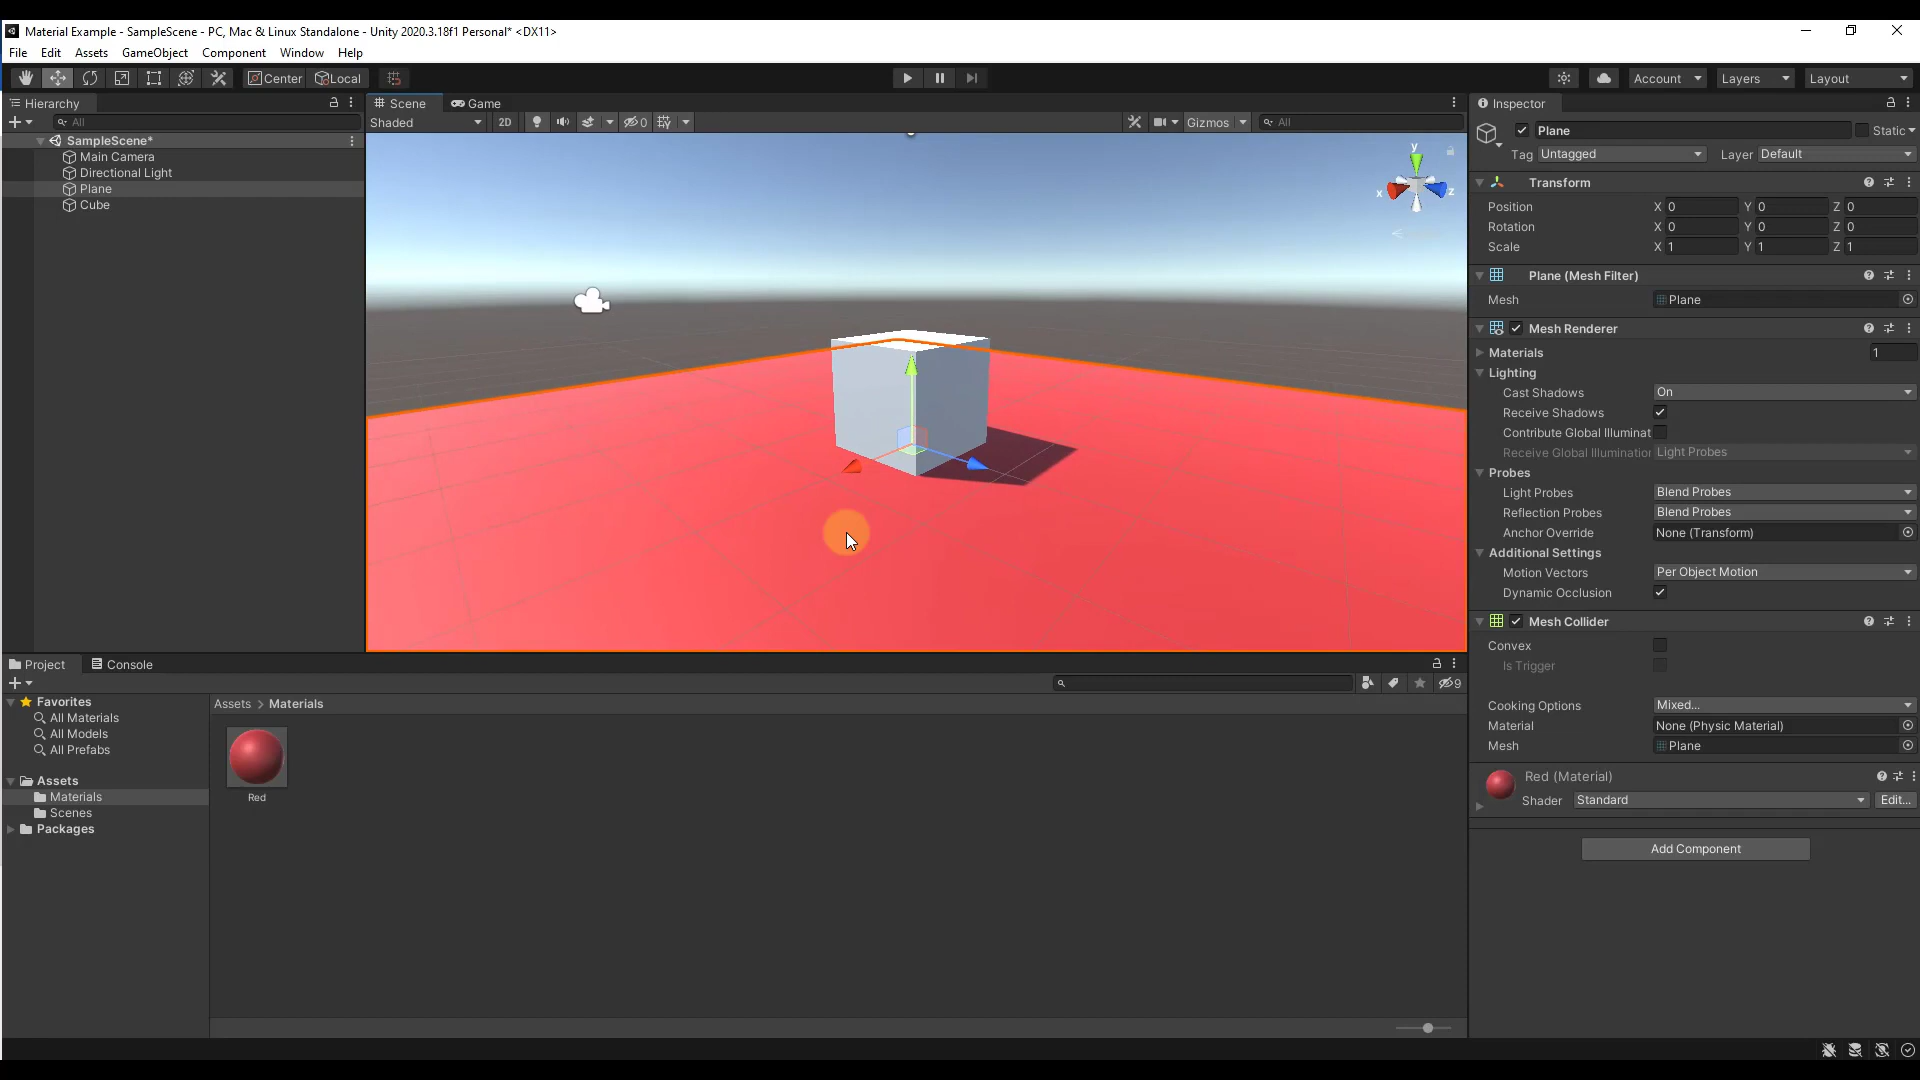 Material Example - SampleScene - PC, Mac & Linux Standalone - Unity 2020.3.18f1 Personal* <DX11>
File Edit Assets GameObject Component Window Help
Center Local Account Layers Layout
Hierarchy
All
SampleScene*
Main Camera
Directional Light
Plane
Cube
Scene Game
Shaded 2D 0 Gizmos All
y
x
z
Inspector
Plane Static
Tag Untagged Layer Default
Transform
Position X 0 Y 0 Z 0
Rotation X 0 Y 0 Z 0
Scale X 1 Y 1 Z 1
Plane (Mesh Filter)
Mesh Plane
Mesh Renderer
Materials 1
Lighting
Cast Shadows On
Receive Shadows
Contribute Global Illuminat
Receive Global Illumination Light Probes
Probes
Light Probes Blend Probes
Reflection Probes Blend Probes
Anchor Override None (Transform)
Additional Settings
Motion Vectors Per Object Motion
Dynamic Occlusion
Mesh Collider
Convex
Is Trigger
Cooking Options Mixed...
Material None (Physic Material)
Mesh Plane
Red (Material)
Shader Standard Edit...
Add Component
Project Console
9
Favorites
All Materials
All Models
All Prefabs
Assets
Materials
Scenes
Packages
Assets > Materials
Red